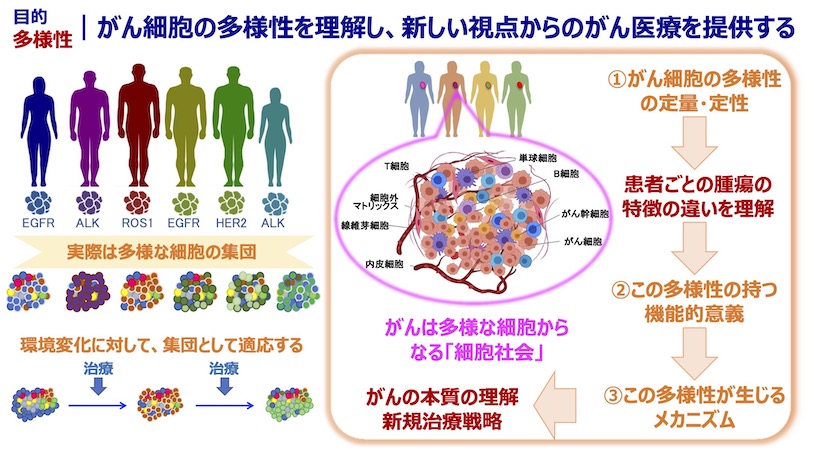 目的
多様性
がん細胞の多様性を理解し、新しい視点からのがん医療を提供する
EGFR
ALK
ROS1
EGFR
HER2
ALK
実際は多様な細胞の集団
環境変化に対して、集団として適応する
治療
治療
T細胞
細胞外
マトリックス
線維芽細胞
内皮細胞
単球細胞
B細胞
がん幹細胞
がん細胞
がんは多様な細胞から
なる「細胞社会」
①がん細胞の多様性
の定量・定性
患者ごとの腫瘍の
特徴の違いを理解
②この多様性の持つ
機能的意義
③この多様性が生じる
メカニズム
がんの本質の理解
新規治療戦略